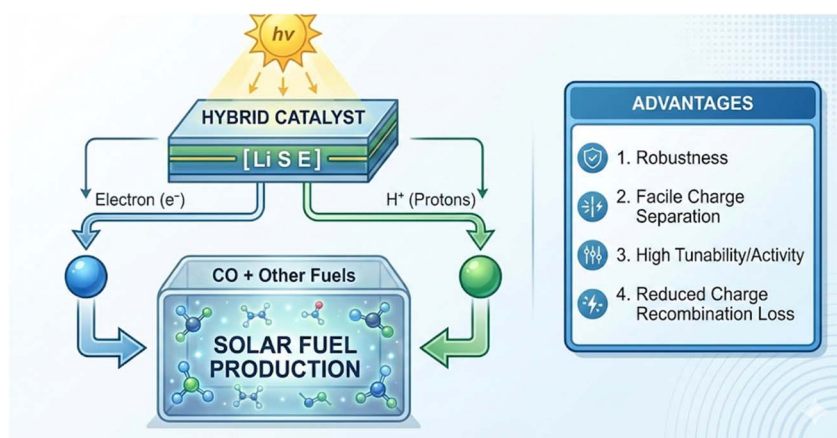 hv
HYBRID CATALYST
[Li S E]
Electron (e⁻)
H⁺ (Protons)
CO + Other Fuels
SOLAR FUEL
PRODUCTION
ADVANTAGES
1. Robustness
2. Facile Charge
Separation
3. High Tunability/Activity
4. Reduced Charge
Recombination Loss